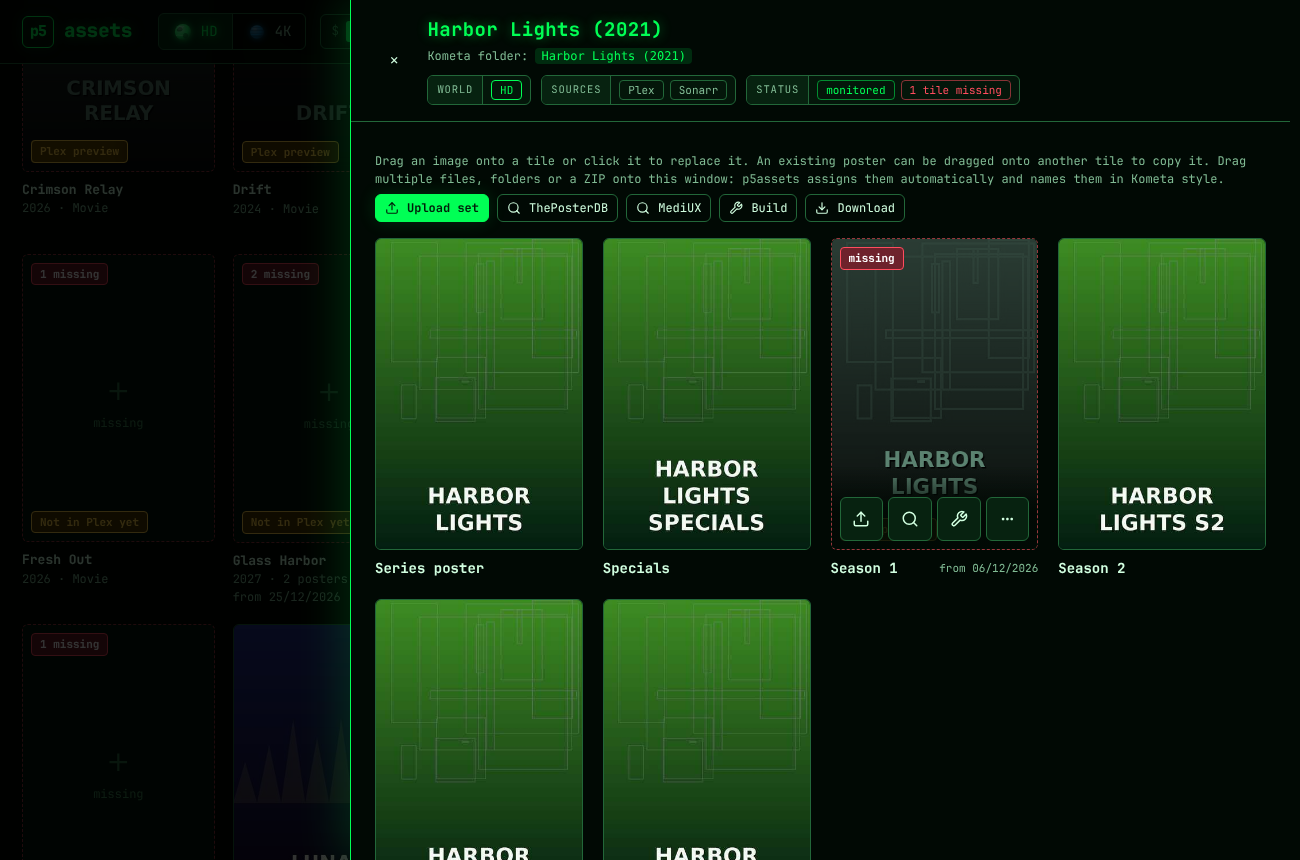 p5 assets HD 4K $
CRIMSON
RELAY
DRIF
Plex preview
Plex preview
Crimson Relay
2026 · Movie
Drift
2024 · Movie
1 missing
2 missing
+
missing
+
missin
Not in Plex yet
Not in Plex yet
Fresh Out
2026 · Movie
Glass Harbor
2027 · 2 posters
from 25/12/2026
1 missing
+
missing
LUNA
×
Harbor Lights (2021)
Kometa folder: Harbor Lights (2021)
WORLD HD SOURCES Plex Sonarr STATUS monitored 1 tile missing
Drag an image onto a tile or click it to replace it. An existing poster can be dragged onto another tile to copy it. Drag
multiple files, folders or a ZIP onto this window: p5assets assigns them automatically and names them in Kometa style.
Upload set ThePosterDB MediUX Build Download
HARBOR
LIGHTS
Series poster
HARBOR
LIGHTS
SPECIALS
Specials
missing
HARBOR
LIGHTS
Season 1 from 06/12/2026
HARBOR
LIGHTS S2
Season 2
HARBOR
HARBOR